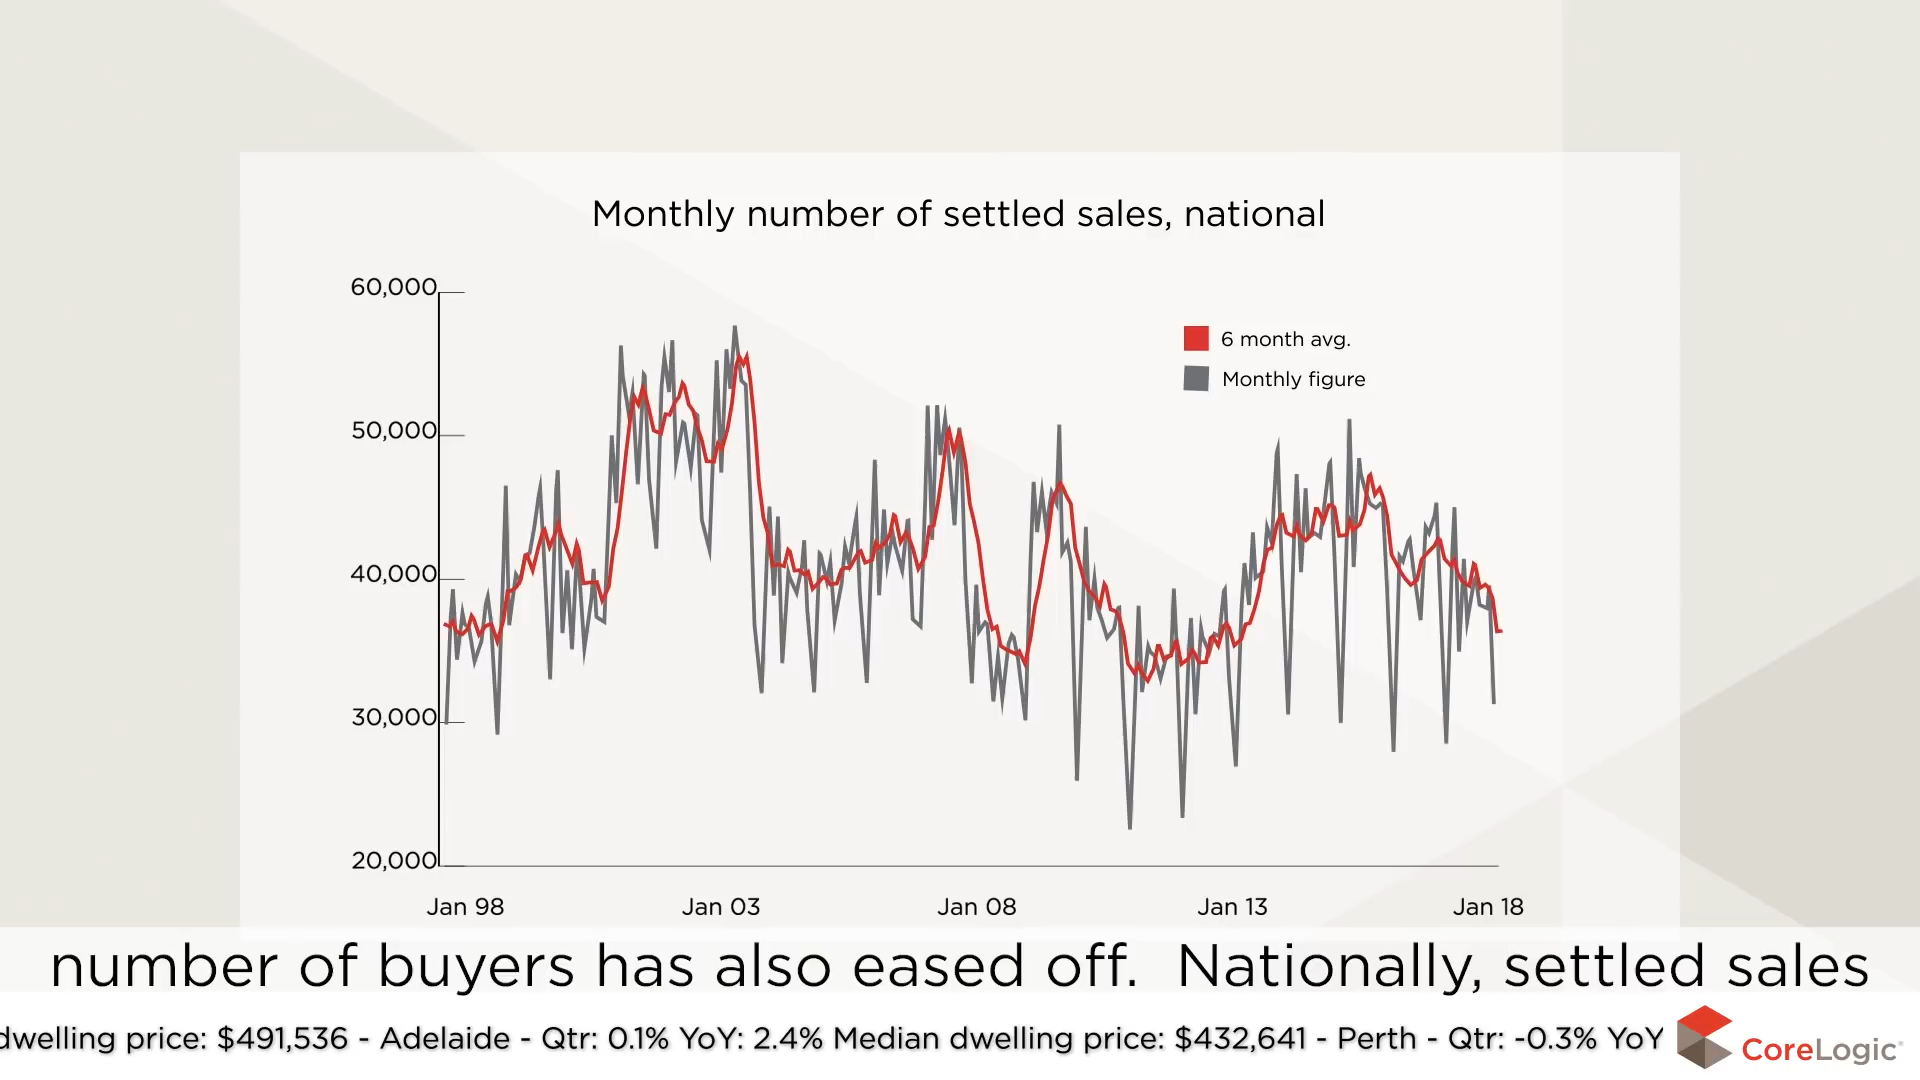 Monthly number of settled sales, national
60,000
6 month avg.
Monthly figure
50,000
40,000
30,000
20,000
Jan 98 Jan 03 Jan 08 Jan 13 Jan 18
number of buyers has also eased off. Nationally, settled sales
dwelling price: $491,536 - Adelaide - Qtr: 0.1% YoY: 2.4% Median dwelling price: $432,641 - Perth - Qtr: -0.3% YoY
CoreLogic